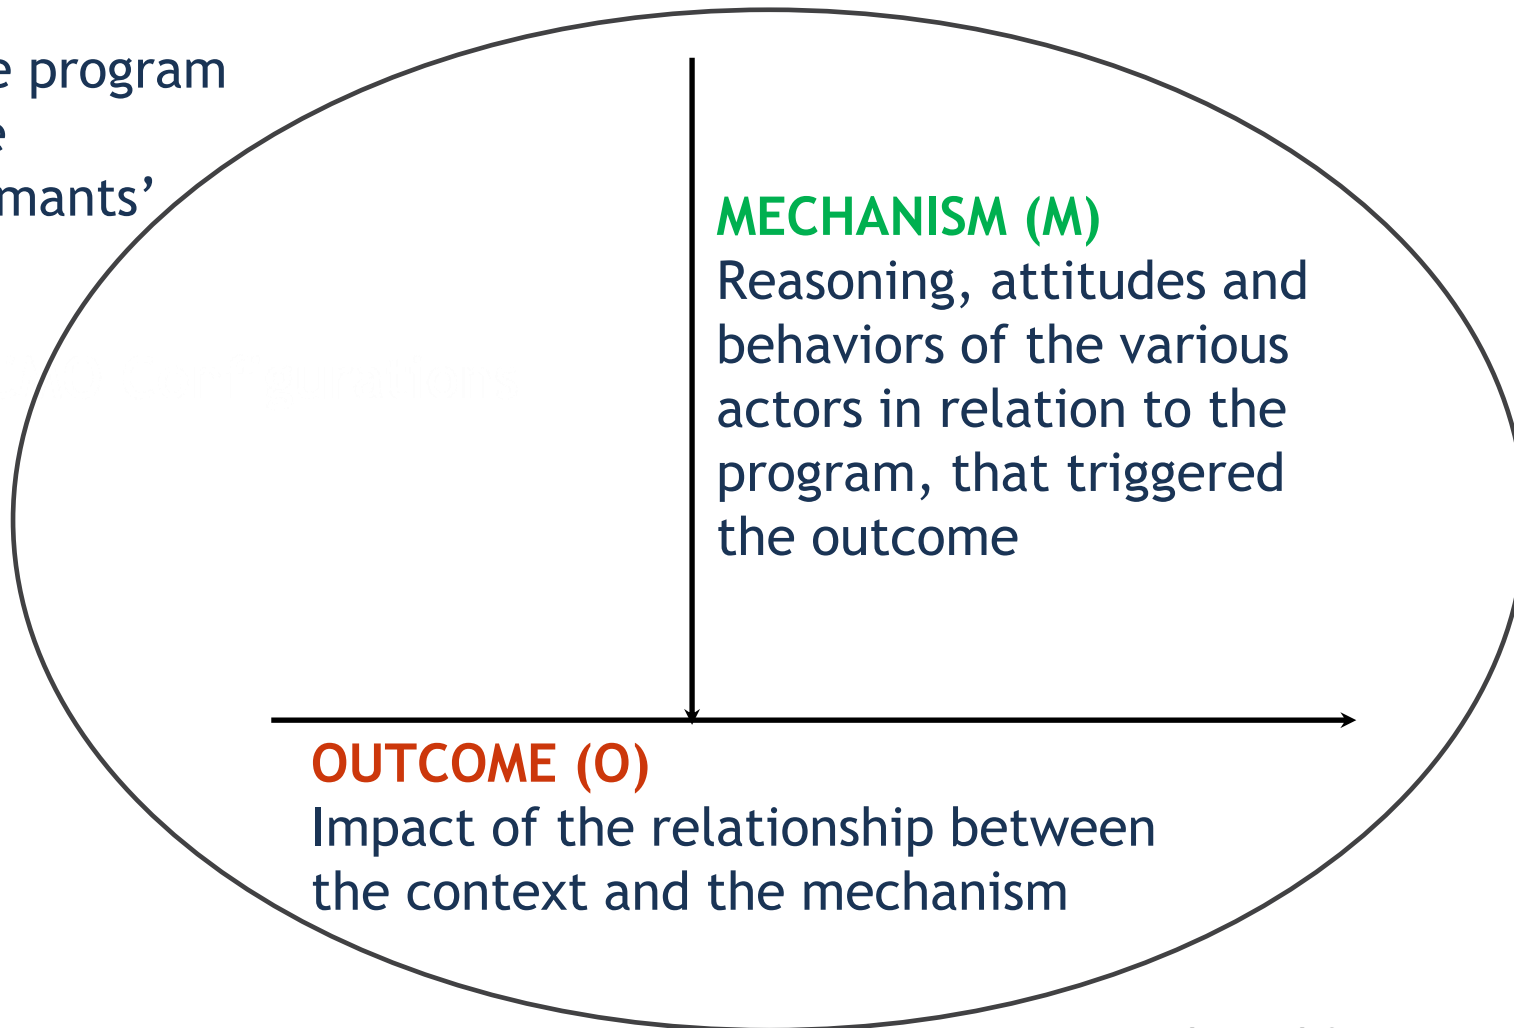 program
MECHANISM (M)
Reasoning, attitudes and
behaviors of the various
actors in relation to the
program, that triggered
the outcome
OUTCOME (O)
Impact of the relationship between
the context and the mechanism